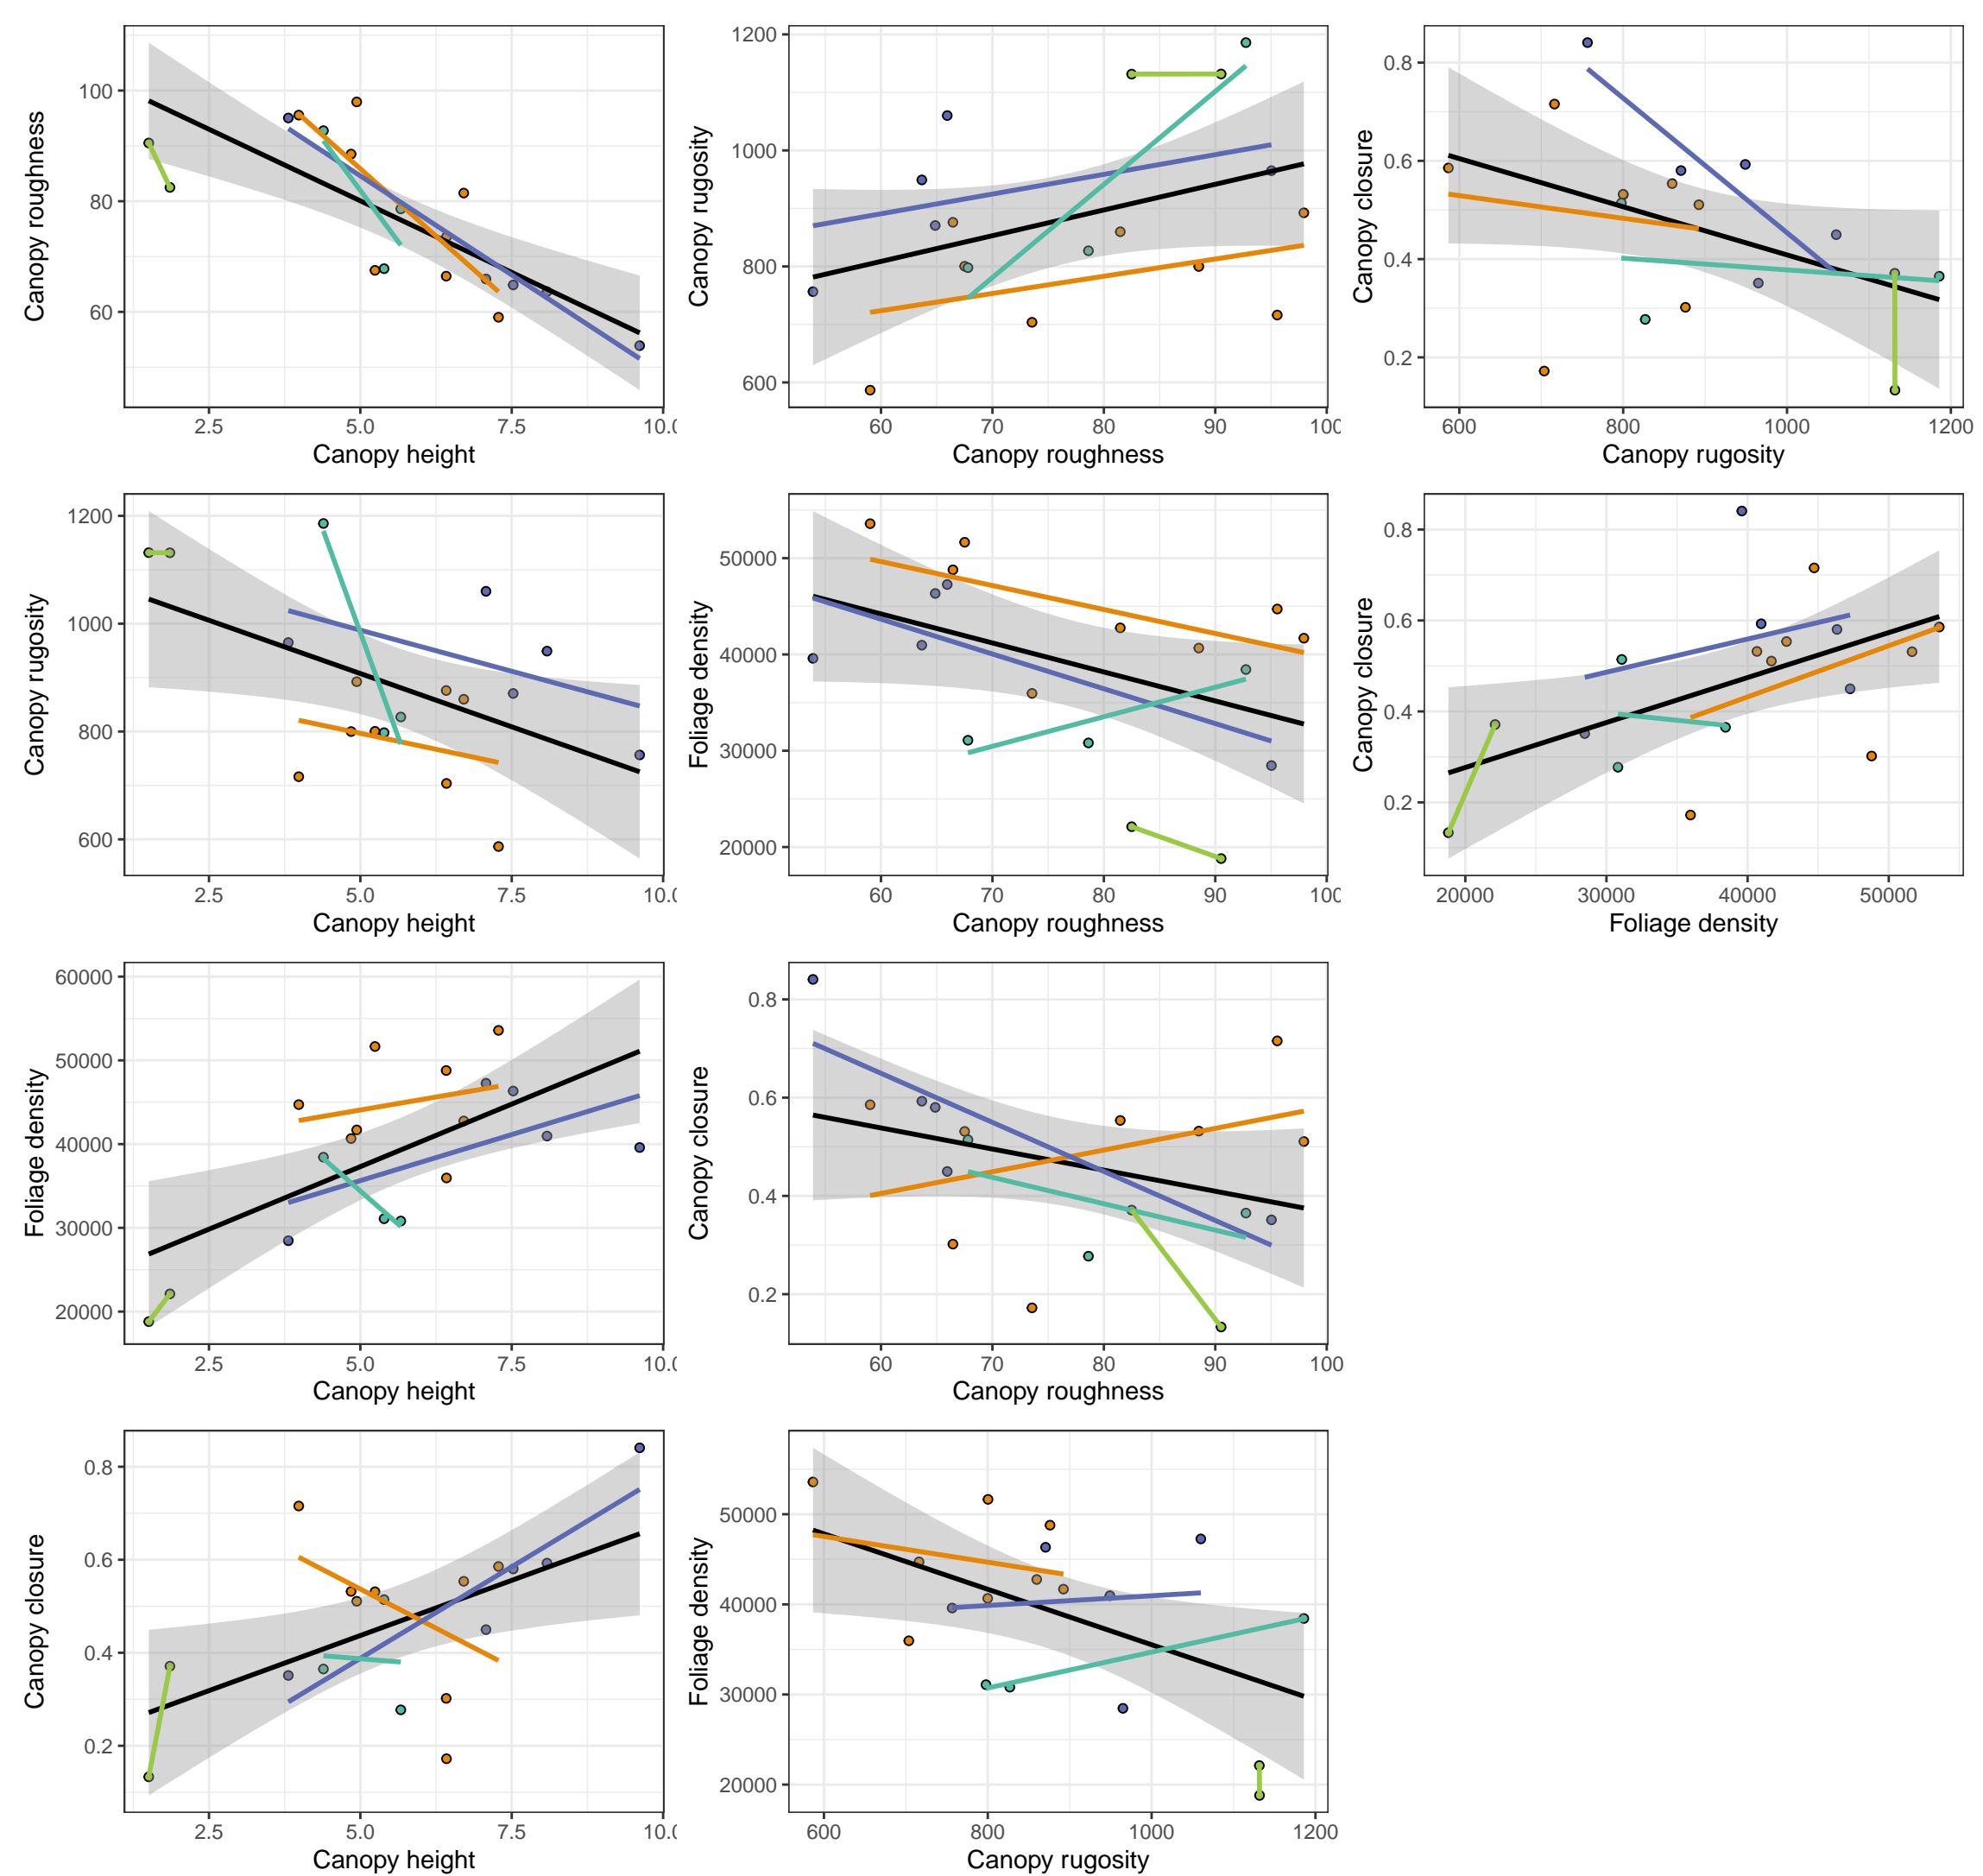 100
80
60
Canopy roughness
2.5 5.0 7.5 10.0
Canopy height
1200
1000
800
600
Canopy rugosity
60 70 80 90 100
Canopy roughness
0.8
0.6
0.4
0.2
Canopy closure
600 800 1000 1200
Canopy rugosity
1200
1000
800
600
Canopy rugosity
2.5 5.0 7.5 10.0
Canopy height
50000
40000
30000
20000
Foliage density
60 70 80 90 100
Canopy roughness
0.8
0.6
0.4
0.2
Canopy closure
20000 30000 40000 50000
Foliage density
60000
50000
40000
30000
20000
Foliage density
2.5 5.0 7.5 10.0
Canopy height
0.8
0.6
0.4
0.2
Canopy closure
60 70 80 90 100
Canopy roughness
0.8
0.6
0.4
0.2
Canopy closure
2.5 5.0 7.5 10.0
Canopy height
50000
40000
30000
20000
Foliage density
600 800 1000 1200
Canopy rugosity